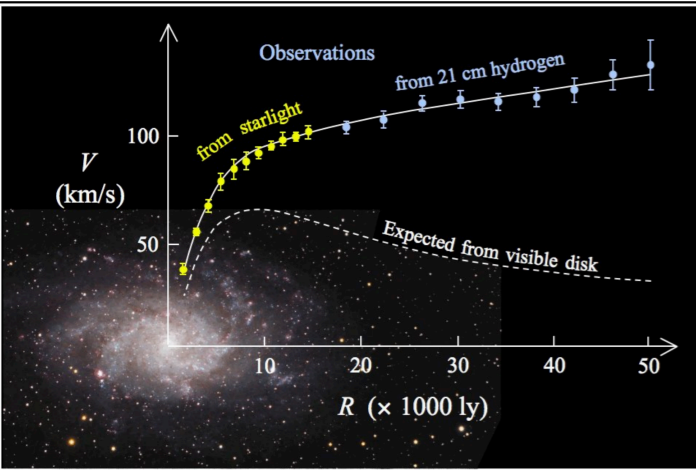 Observations
from 21 cm hydrogen
from starlight
100
V
(km/s)
50
Expected from visible disk
10 20 30 40 50
R (× 1000 ly)